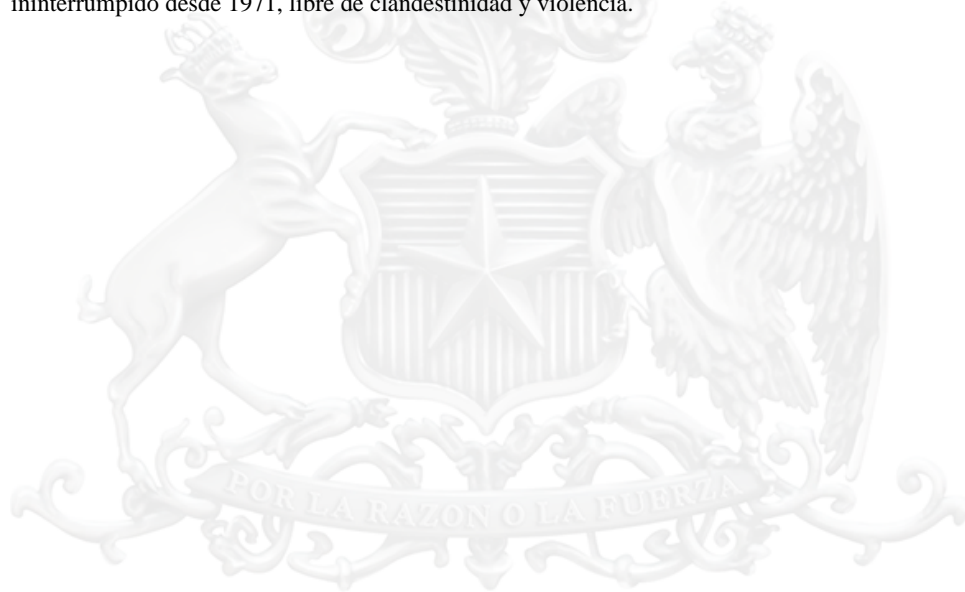 ininterrumpido desde 1971, libre de clandestinidad y violencia.
POR LA RAZON O LA FUERZA